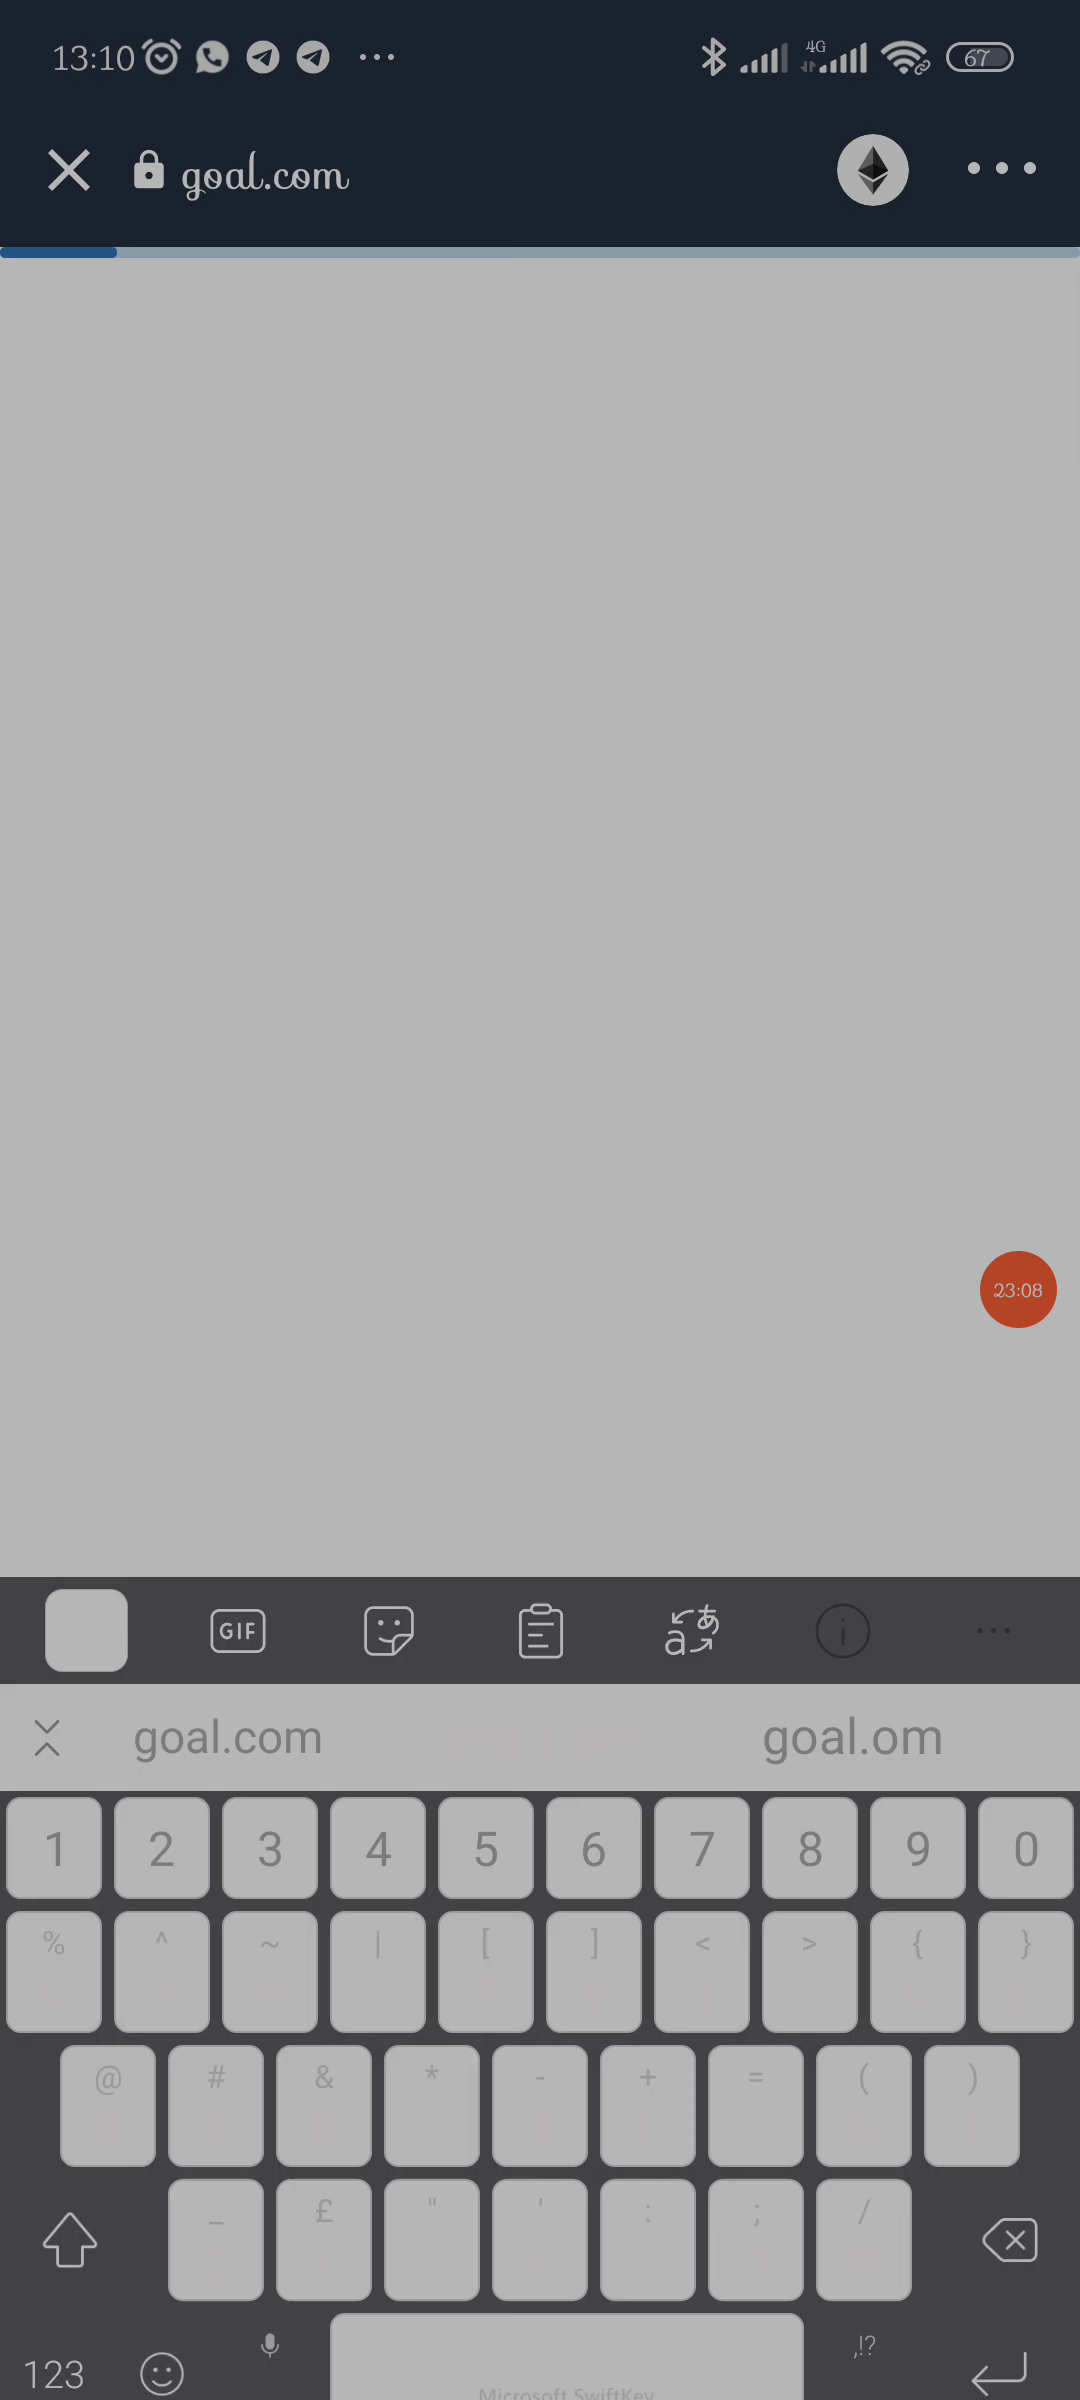 13:10 4G 67
goal.com
23:08
GIF
goal.com goal.om
1 2 3 4 5 6 7 8 9 0
% ^ ~ | [ ] < > { }
@ # & * - + = ( )
_ £ " ' : ; /
123 ,!?
Microsoft SwiftKey